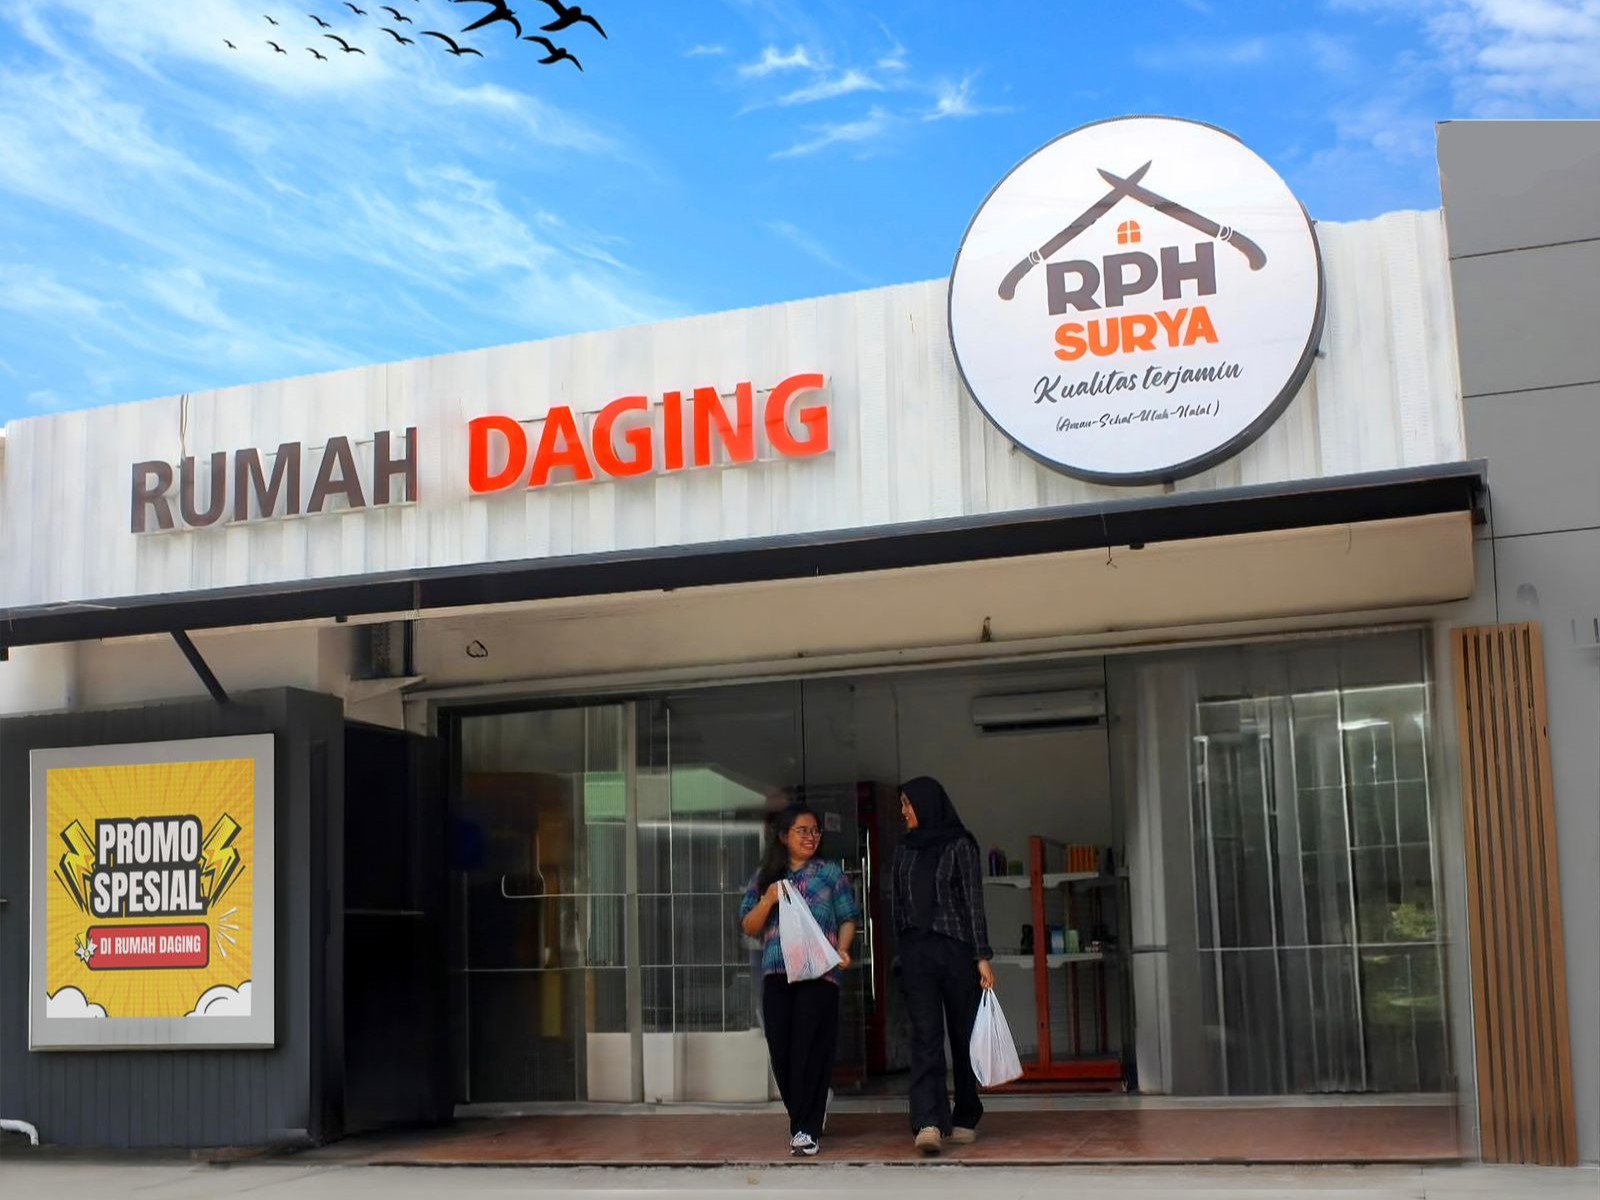 RUMAH DAGING
RPH
SURYA
Kualitas terjamin
(Aman-Sehat-Utuh-Halal)
PROMO
SPESIAL
DI RUMAH DAGING